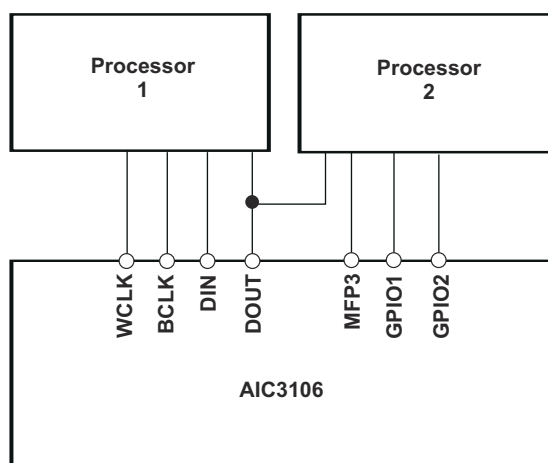 Processor
1
Processor
2
WCLK
BCLK
DIN
DOUT
MFP3
GPIO1
GPIO2
AIC3106